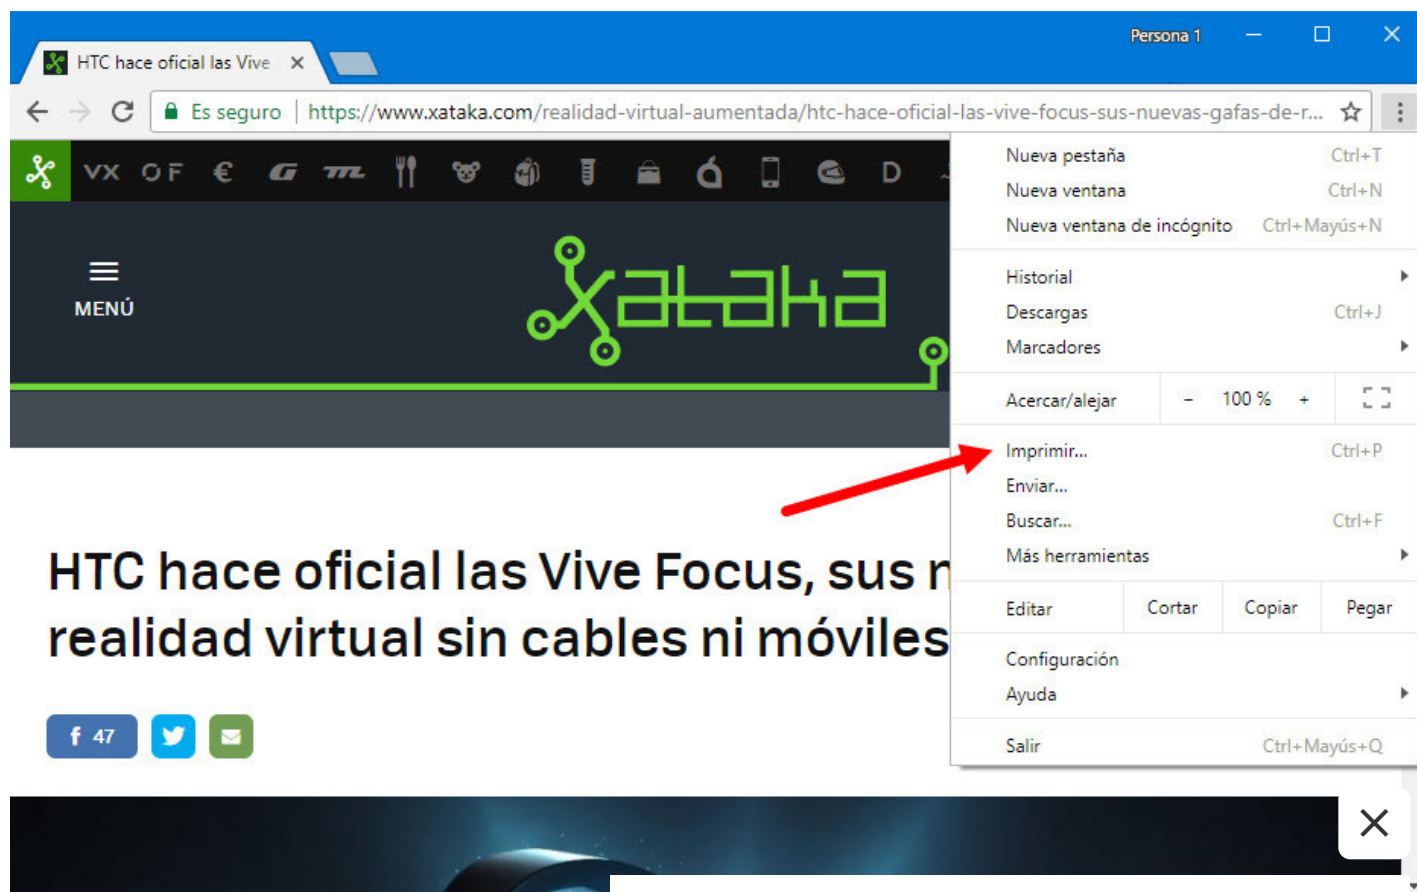 Persona 1
HTC hace oficial las Vive
Es seguro https://www.xataka.com/realidad-virtual-aumentada/htc-hace-oficial-las-vive-focus-sus-nuevas-gafas-de-r...
VX OF € G m D
MENÚ
xataka
Nueva pestaña Ctrl+T
Nueva ventana Ctrl+N
Nueva ventana de incógnito Ctrl+Mayús+N
Historial
Descargas Ctrl+J
Marcadores
Acercar/alejar - 100 % +
Imprimir... Ctrl+P
Enviar...
Buscar... Ctrl+F
Más herramientas
Editar Cortar Copiar Pegar
Configuración
Ayuda
Salir Ctrl+Mayús+Q
HTC hace oficial las Vive Focus, sus
realidad virtual sin cables ni móviles
f 47